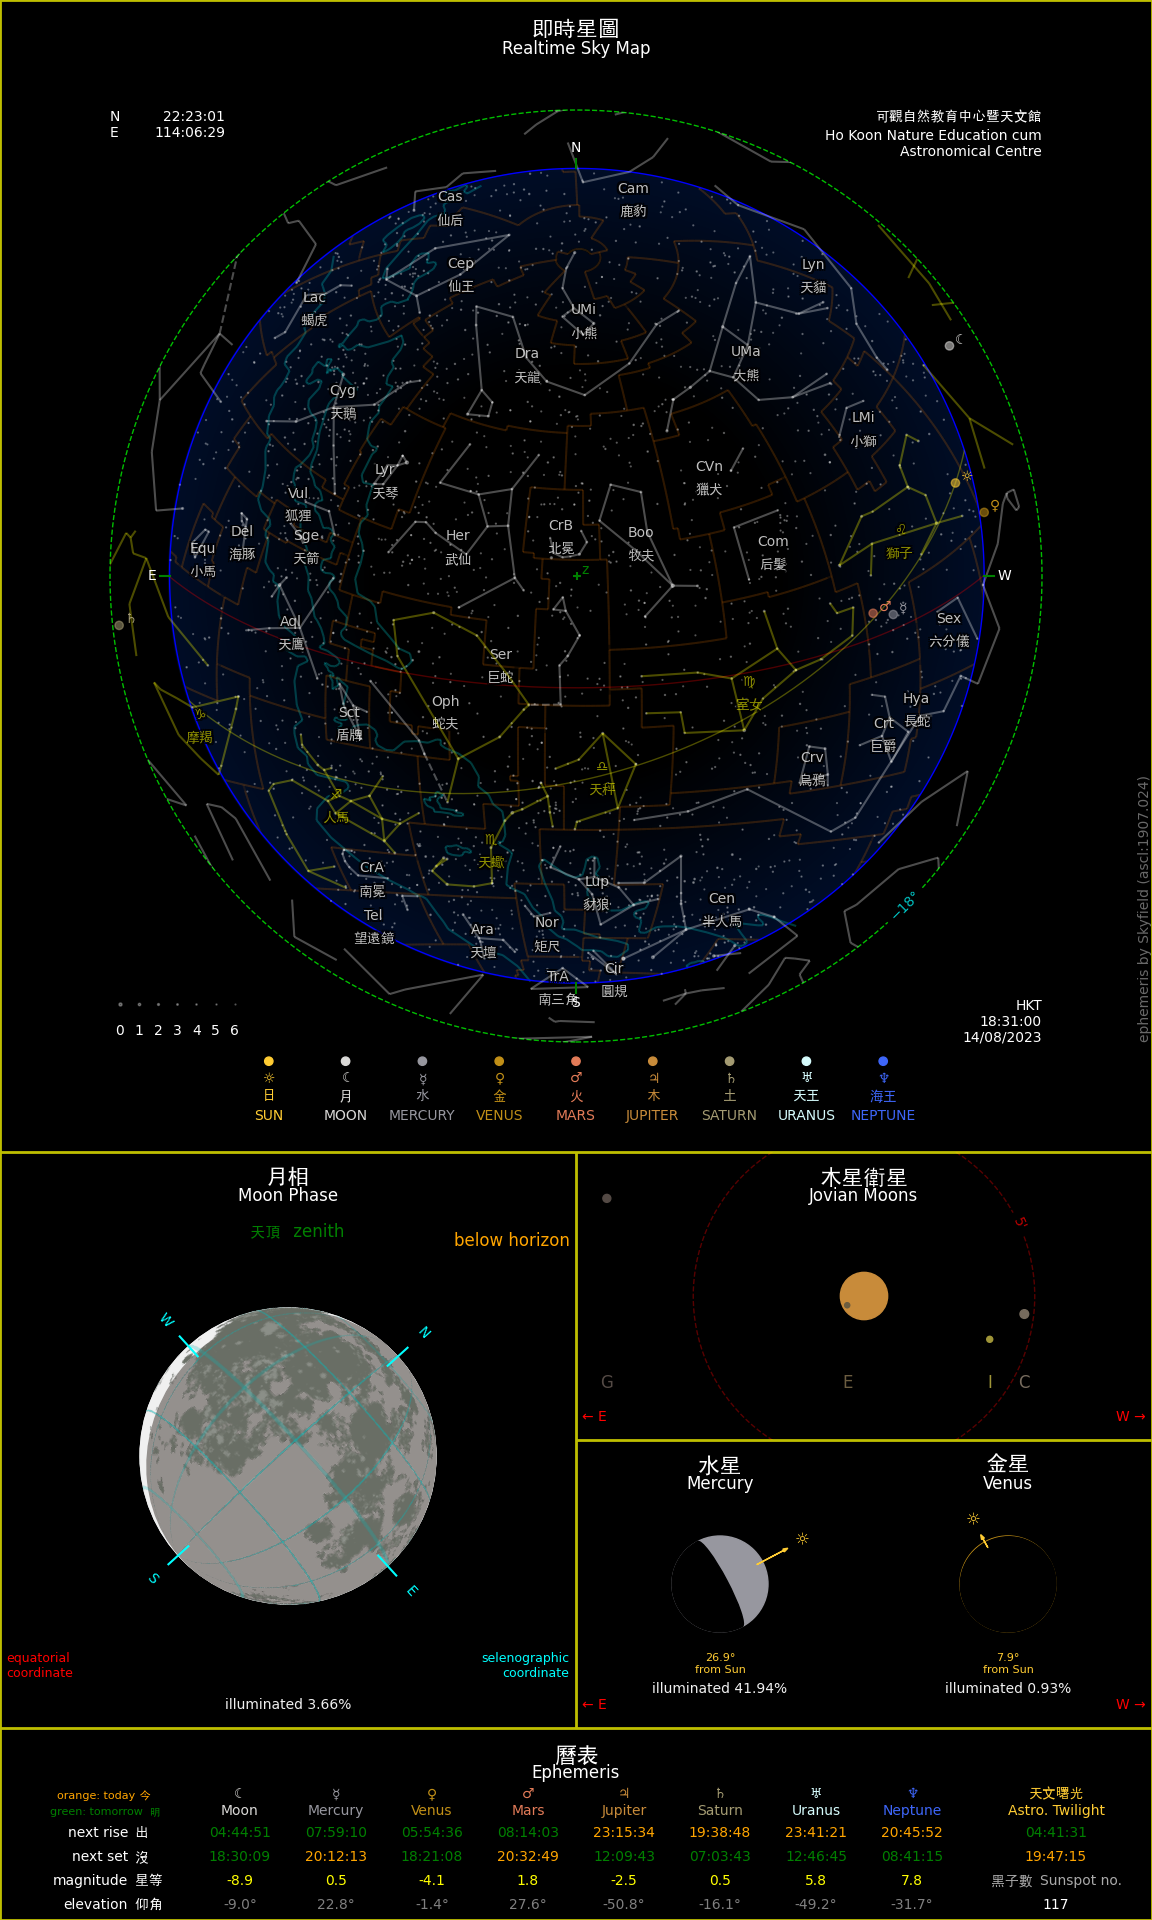 即時星圖
Realtime Sky Map
N 22:23:01
E 114:06:29
可觀自然教育中心暨天文館
Ho Koon Nature Education cum
Astronomical Centre
N
Cas
仙后
Cam
鹿豹
Cep
仙王
Lyn
天貓
Lac
蝎虎
UMi
小熊
☾
Dra
天龍
UMa
大熊
Cyg
天鵝
LMi
小獅
Lyr
天琴
CVn
獵犬
☼
Vul
狐狸
♀
Del
海豚
Sge
天箭
Equ
小馬
Her
武仙
CrB
北冕
Boo
牧夫
Com
后髮
♌
獅子
E
Z
W
♄
Aql
天鷹
♂ ☿
Sex
六分儀
Ser
巨蛇
♍
室女
Oph
蛇夫
Sct
盾牌
♑
摩羯
Hya
長蛇
Crt
巨爵
Crv
烏鴉
♎
天秤
♐
人馬
♏
天蠍
CrA
南冕
Lup
豺狼
Cen
半人馬
Tel
望遠鏡
Ara
天壇
Nor
矩尺
−18°
TrA
南三角
Cir
圓規
S
ephemeris by Skyfield (ascl:1907.024)
0 1 2 3 4 5 6
HKT
18:31:00
14/08/2023
☼ ☾ ☿ ♀ ♂ ♃ ♄ ♅ ♆
日 月 水 金 火 木 土 天王 海王
SUN MOON MERCURY VENUS MARS JUPITER SATURN URANUS NEPTUNE
月相
Moon Phase
天頂 zenith
below horizon
W
N
S
E
equatorial
coordinate
selenographic
coordinate
illuminated 3.66%
木星衛星
Jovian Moons
5'
G E I C
← E W →
水星
Mercury
☼
26.9°
from Sun
illuminated 41.94%
金星
Venus
☼
7.9°
from Sun
illuminated 0.93%
← E W →
曆表
Ephemeris
orange: today 今
green: tomorrow 明
☾ ☿ ♀ ♂ ♃ ♄ ♅ ♆ 天文曙光
Moon Mercury Venus Mars Jupiter Saturn Uranus Neptune Astro. Twilight
next rise 出 04:44:51 07:59:10 05:54:36 08:14:03 23:15:34 19:38:48 23:41:21 20:45:52 04:41:31
next set 沒 18:30:09 20:12:13 18:21:08 20:32:49 12:09:43 07:03:43 12:46:45 08:41:15 19:47:15
magnitude 星等 -8.9 0.5 -4.1 1.8 -2.5 0.5 5.8 7.8 黑子數 Sunspot no.
elevation 仰角 -9.0° 22.8° -1.4° 27.6° -50.8° -16.1° -49.2° -31.7° 117